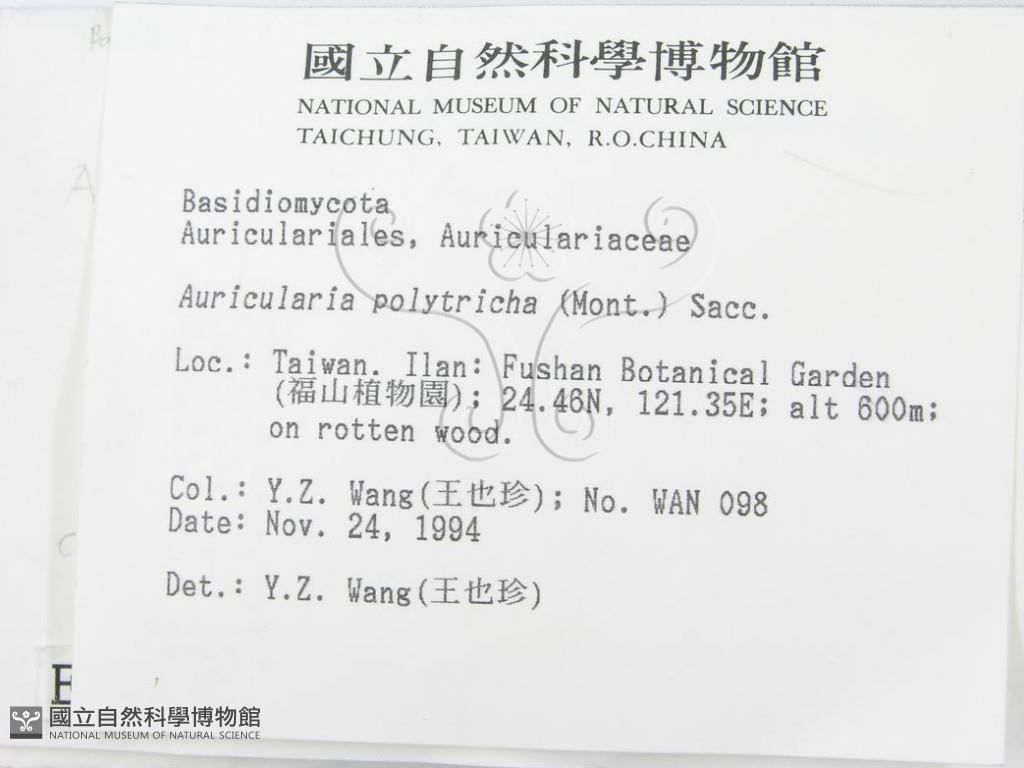 國立自然科學博物館
NATIONAL MUSEUM OF NATURAL SCIENCE
TAICHUNG, TAIWAN, R.O.CHINA
Basidiomycota
Auriculariales, Auriculariaceae
Auricularia polytricha (Mont.) Sacc.
Loc.: Taiwan. Ilan: Fushan Botanical Garden
(福山植物園); 24.46N, 121.35E; alt 600m;
on rotten wood.
Col.: Y.Z. Wang(王也珍); No. WAN 098
Date: Nov. 24, 1994
Det.: Y.Z. Wang(王也珍)
國立自然科學博物館
NATIONAL MUSEUM OF NATURAL SCIENCE